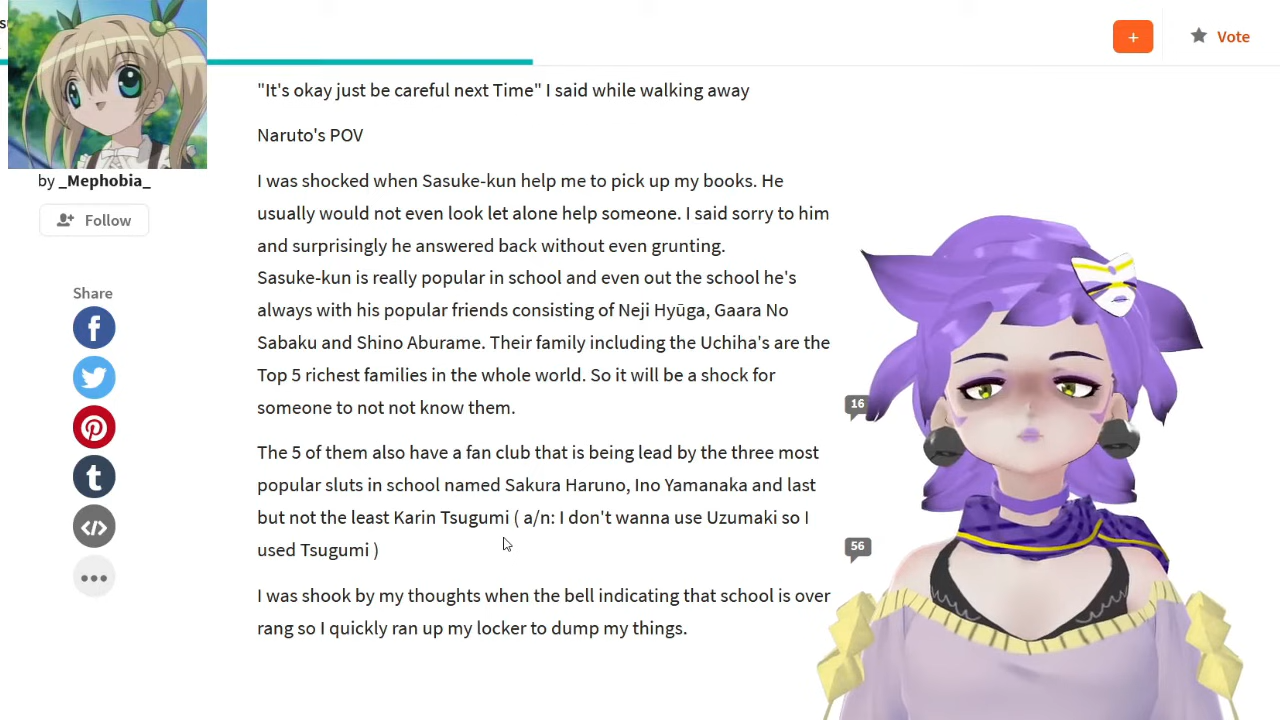 s
Vote
"It's okay just be careful next Time" I said while walking away
Naruto's POV
by _Mephobia_
Follow
I was shocked when Sasuke-kun help me to pick up my books. He
usually would not even look let alone help someone. I said sorry to him
and surprisingly he answered back without even grunting.
Sasuke-kun is really popular in school and even out the school he's
always with his popular friends consisting of Neji Hyūga, Gaara No
Sabaku and Shino Aburame. Their family including the Uchiha's are the
Top 5 richest families in the whole world. So it will be a shock for
someone to not not know them.
16
Share
The 5 of them also have a fan club that is being lead by the three most
popular sluts in school named Sakura Haruno, Ino Yamanaka and last
but not the least Karin Tsugumi ( a/n: I don't wanna use Uzumaki so I
used Tsugumi )
56
I was shook by my thoughts when the bell indicating that school is over
rang so I quickly ran up my locker to dump my things.